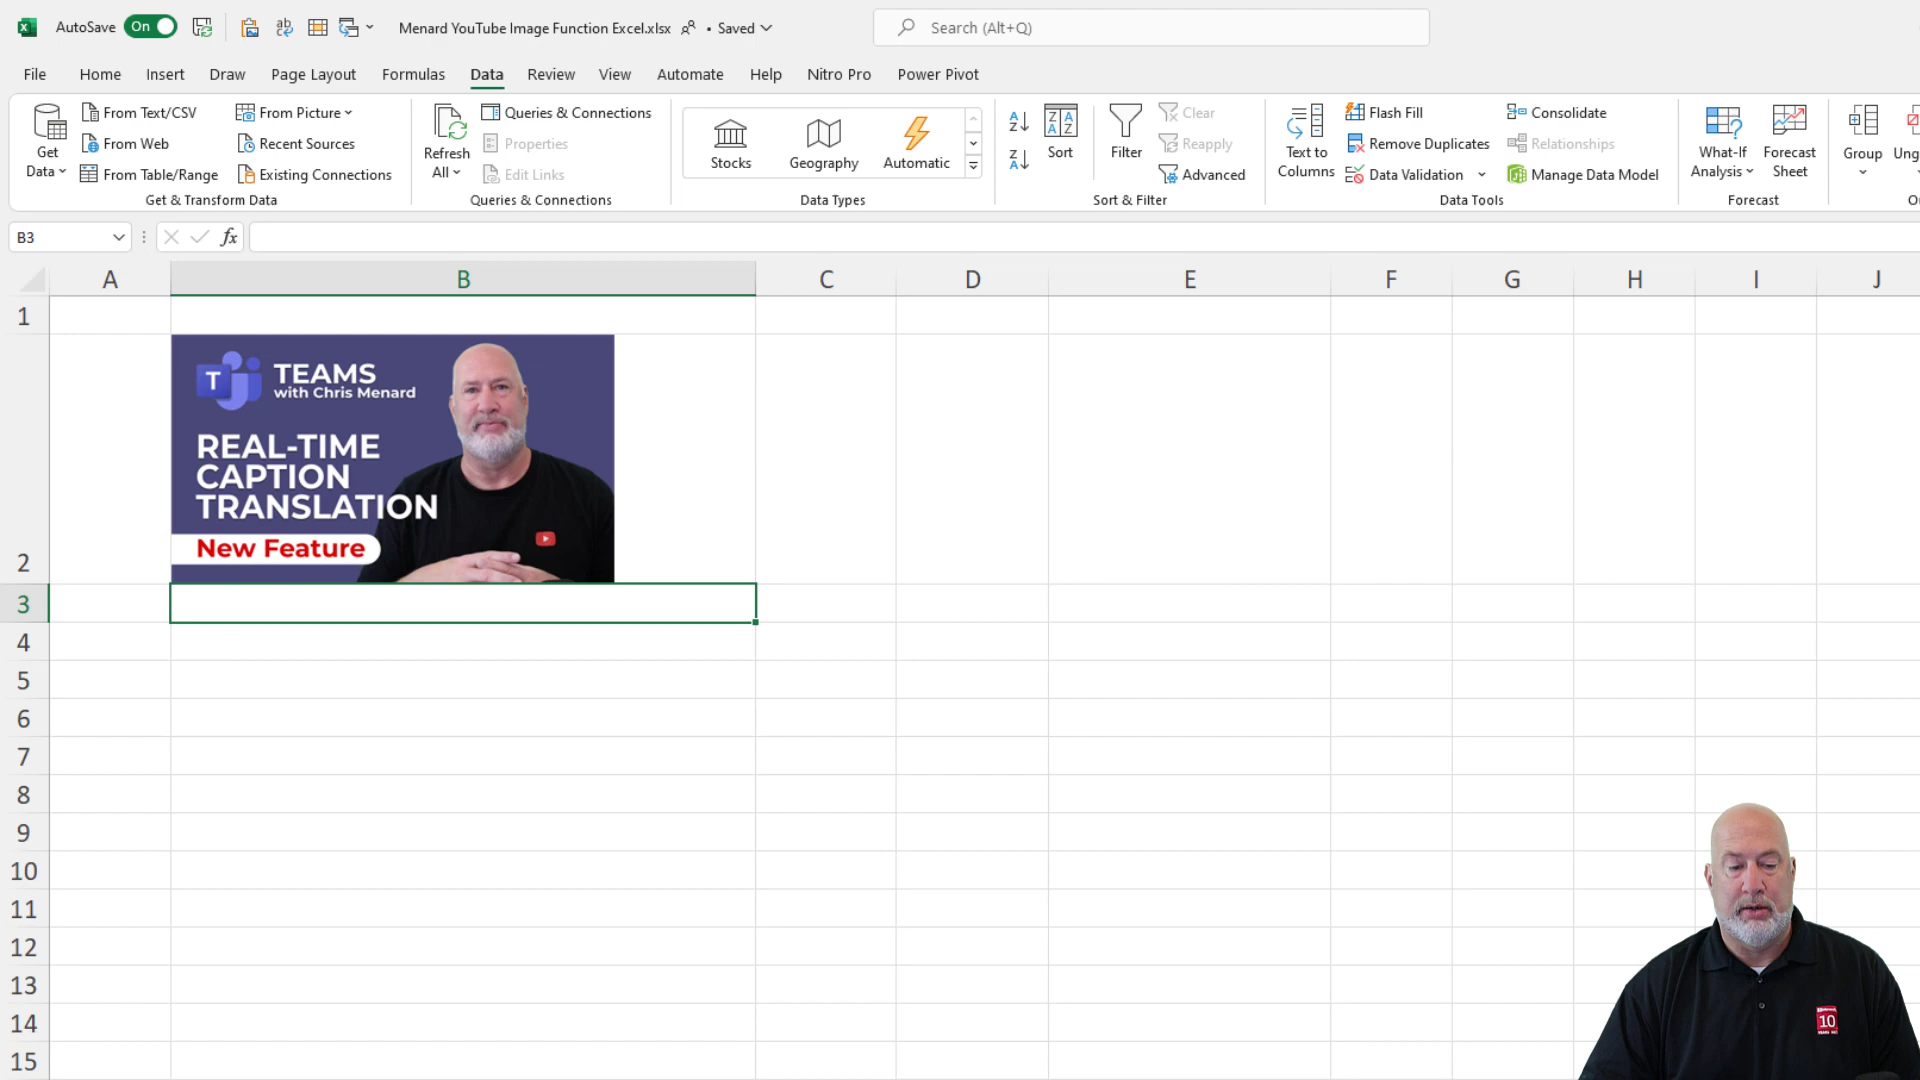 AutoSave On Menard YouTube Image Function Excel.xlsx • Saved Search (Alt+Q)
File Home Insert Draw Page Layout Formulas Data Review View Automate Help Nitro Pro Power Pivot
Get Data
From Text/CSV
From Web
From Table/Range
From Picture
Recent Sources
Existing Connections
Get & Transform Data
Refresh All
Queries & Connections
Properties
Edit Links
Queries & Connections
Stocks Geography Automatic
Data Types
Sort
Filter
Clear
Reapply
Advanced
Sort & Filter
Text to Columns
Flash Fill
Remove Duplicates
Data Validation
Consolidate
Relationships
Manage Data Model
Data Tools
What-If Analysis
Forecast Sheet
Forecast
Group
B3 fx
A B C D E F G H I J
1
T TEAMS
with Chris Menard
REAL-TIME
CAPTION
TRANSLATION
New Feature
2
3
4
5
6
7
8
9
10
11
12
13
14
15
10